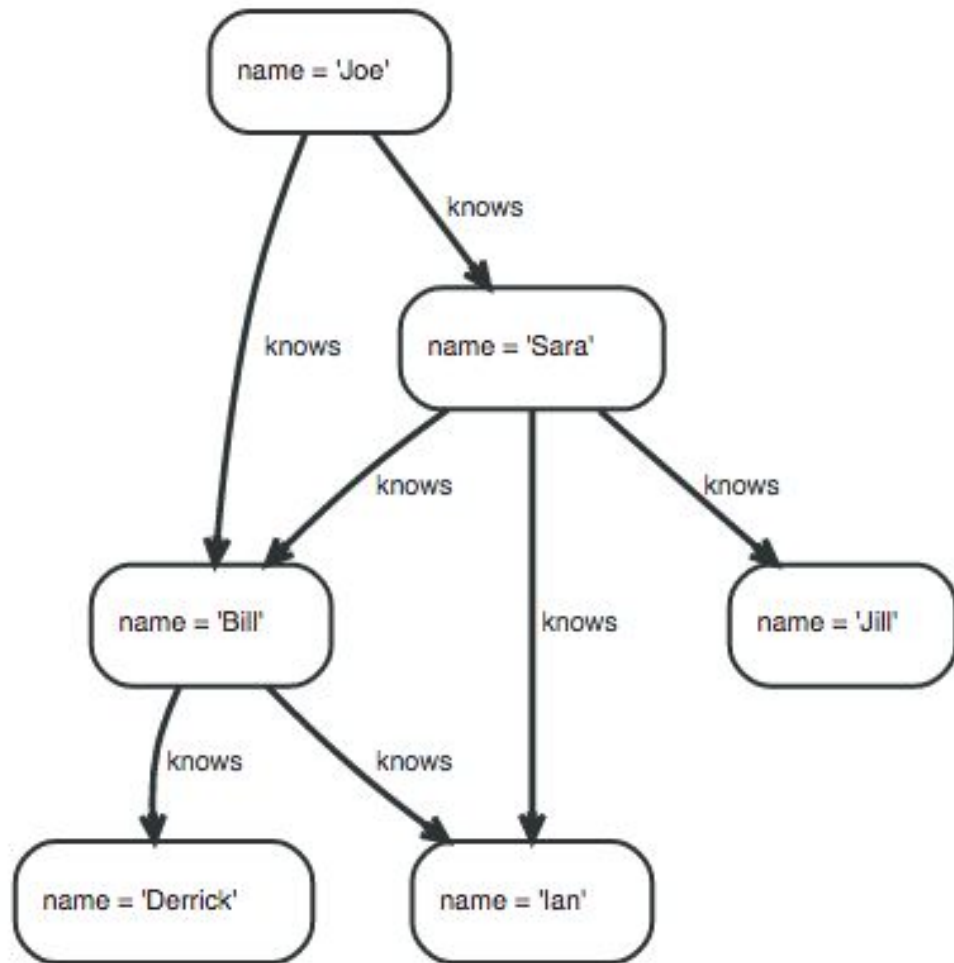 name = 'Joe'
knows
knows
name = 'Sara'
knows
knows
name = 'Bill'
knows
name = 'Jill'
knows
knows
name = 'Derrick'
name = 'Ian'